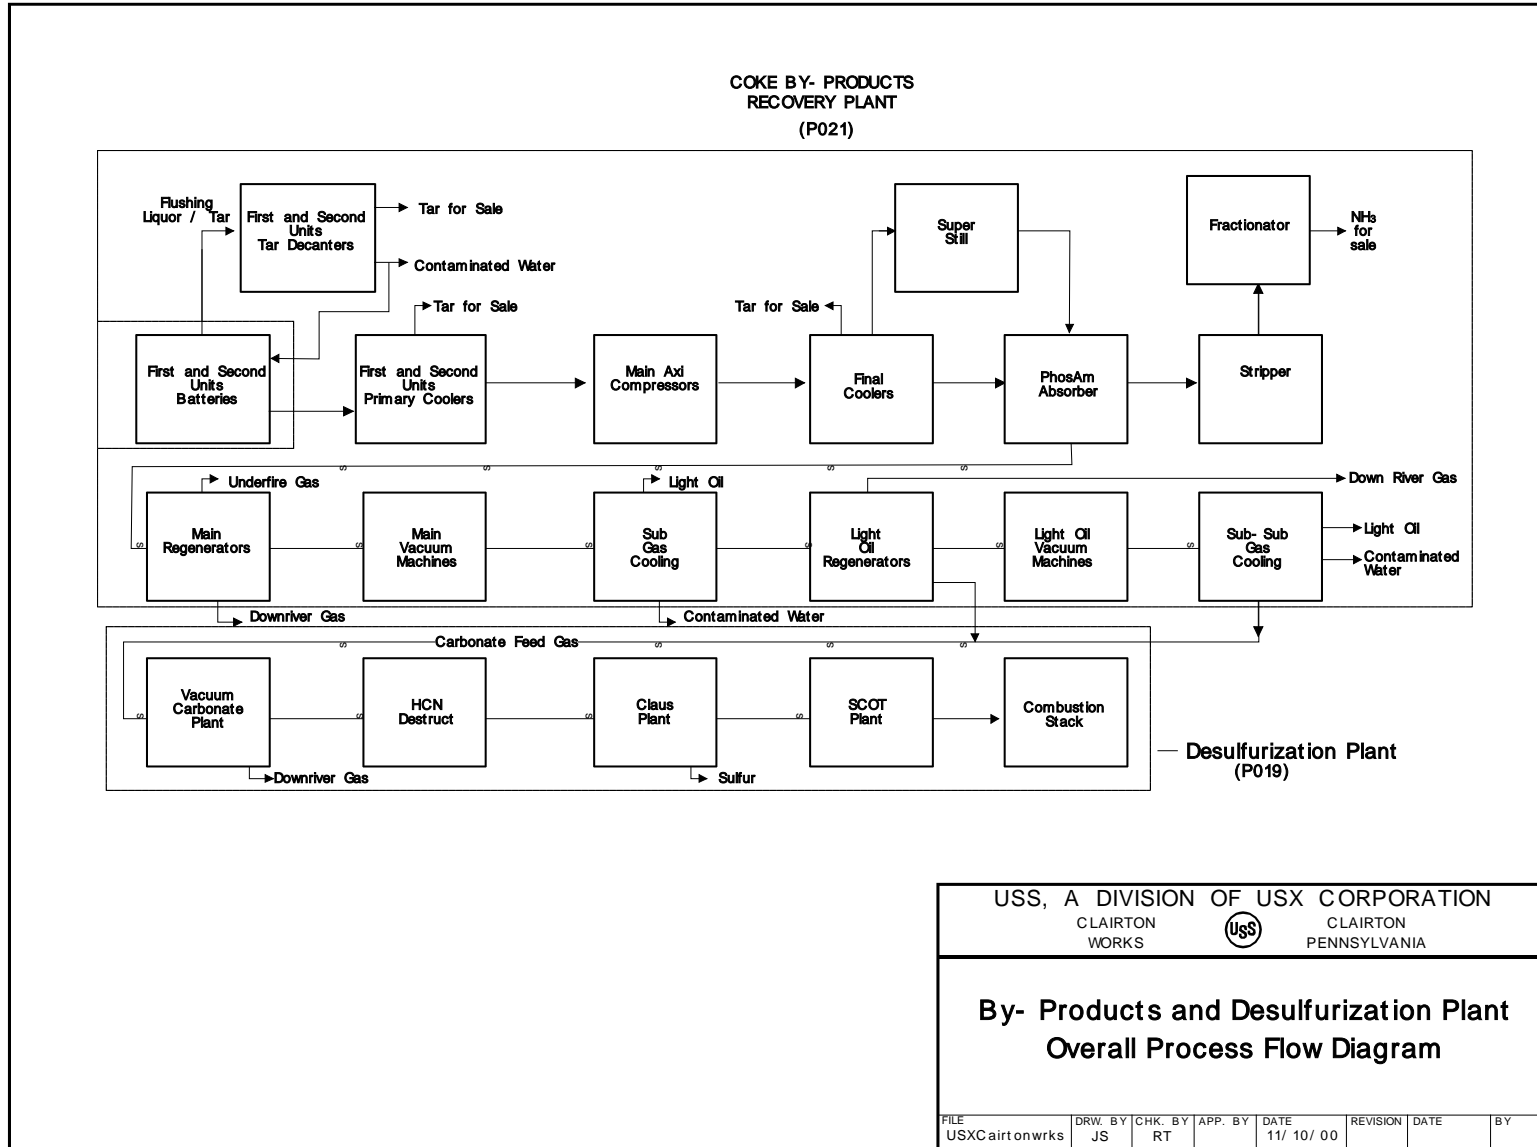 COKE BY- PRODUCTS
RECOVERY PLANT
(P021)
Flushing
Liquor / Tar
First and Second
Units
Tar Decanters
Tar for Sale
Contaminated Water
Super
Still
Fractionator
NH3
for
sale
Tar for Sale
Tar for Sale
First and Second
Units
Batteries
First and Second
Units
Primary Coolers
Main Axi
Compressors
Final
Coolers
PhosAm
Absorber
Stripper
S S S S S
Underfire Gas
Light Oil
Down River Gas
Main
Regenerators
Main
Vacuum
Machines
Sub
Gas
Cooling
Light
Oil
Regenerators
Light Oil
Vacuum
Machines
Sub- Sub
Gas
Cooling
Light Oil
Contaminated
Water
S S S S S S
Downriver Gas
Contaminated Water
Carbonate Feed Gas
S S S S
Vacuum
Carbonate
Plant
HCN
Destruct
Claus
Plant
SCOT
Plant
Combustion
Stack
S S S S
Downriver Gas
Sulfur
Desulfurization Plant
(P019)
USS, A DIVISION OF USX CORPORATION
CLAIRTON
WORKS
USS
CLAIRTON
PENNSYLVANIA
By- Products and Desulfurization Plant
Overall Process Flow Diagram
FILE DRW. BY CHK. BY APP. BY DATE REVISION DATE BY
USXCairtonwrks JS RT 11/ 10/ 00